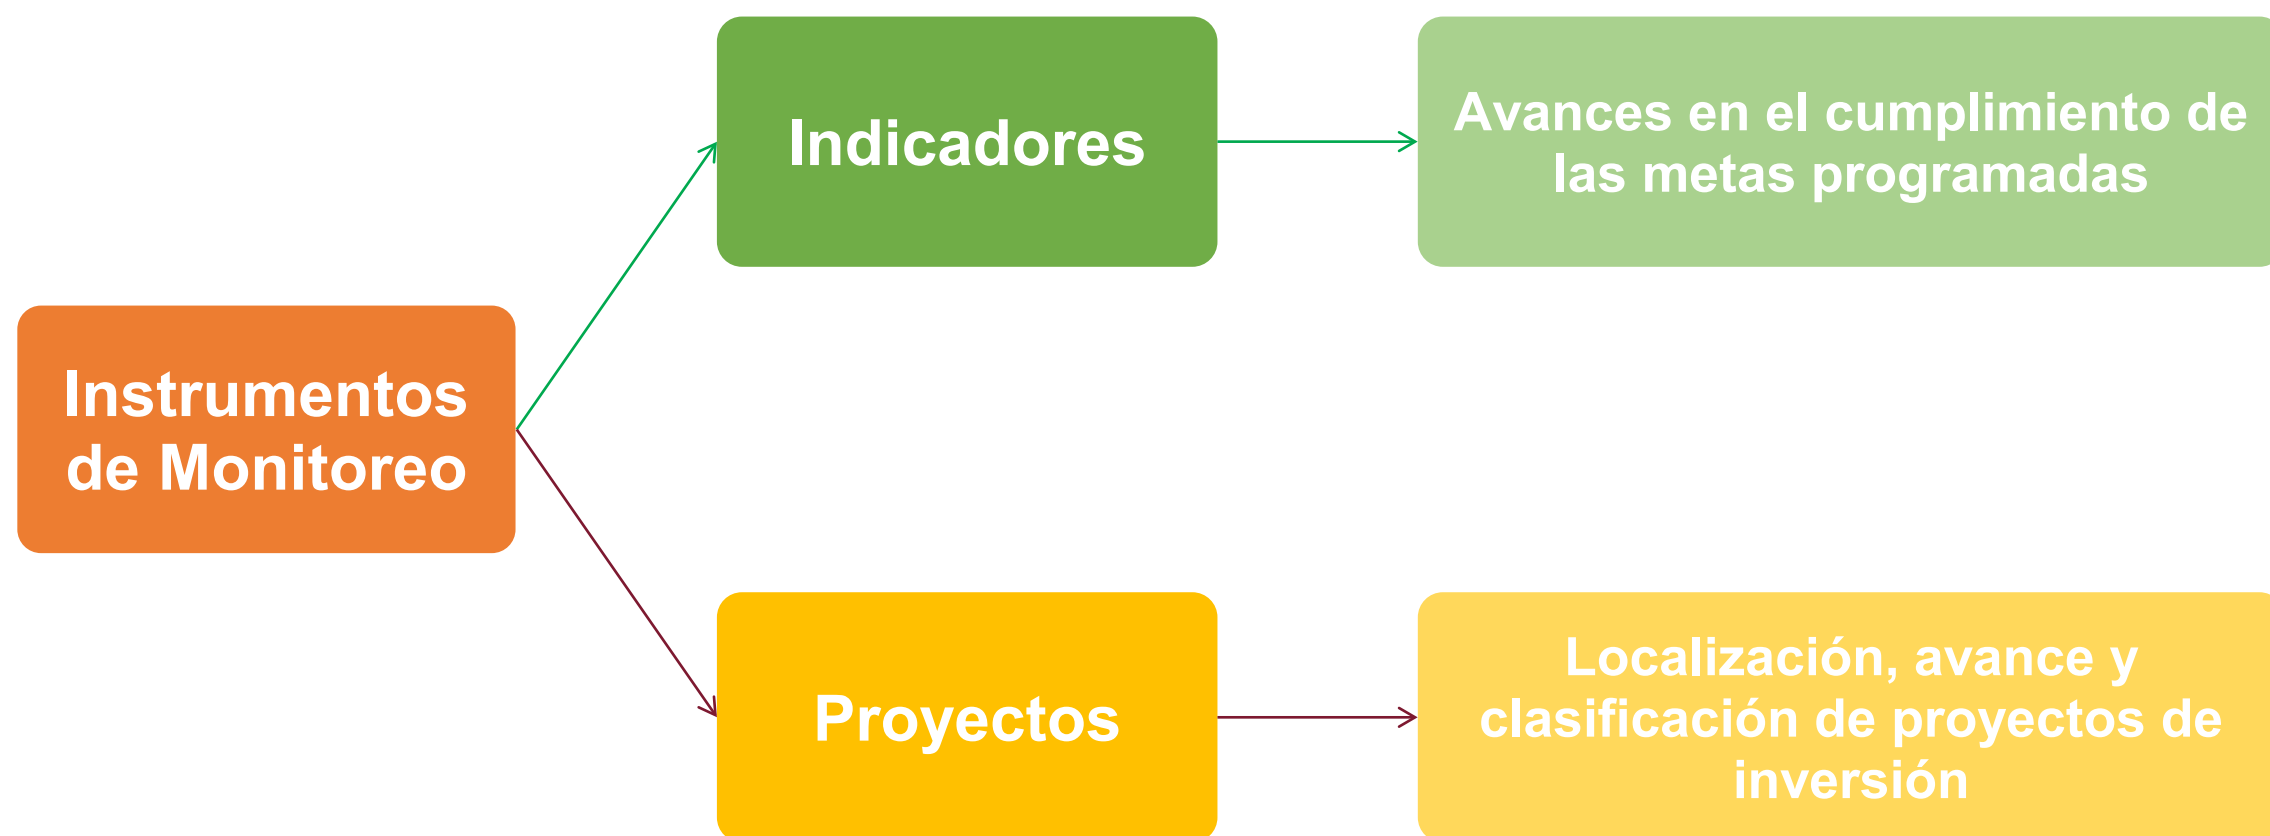 Indicadores
Avances en el cumplimiento de
las metas programadas
Instrumentos
de Monitoreo
Proyectos
Localización, avance y
clasificación de proyectos de
inversión